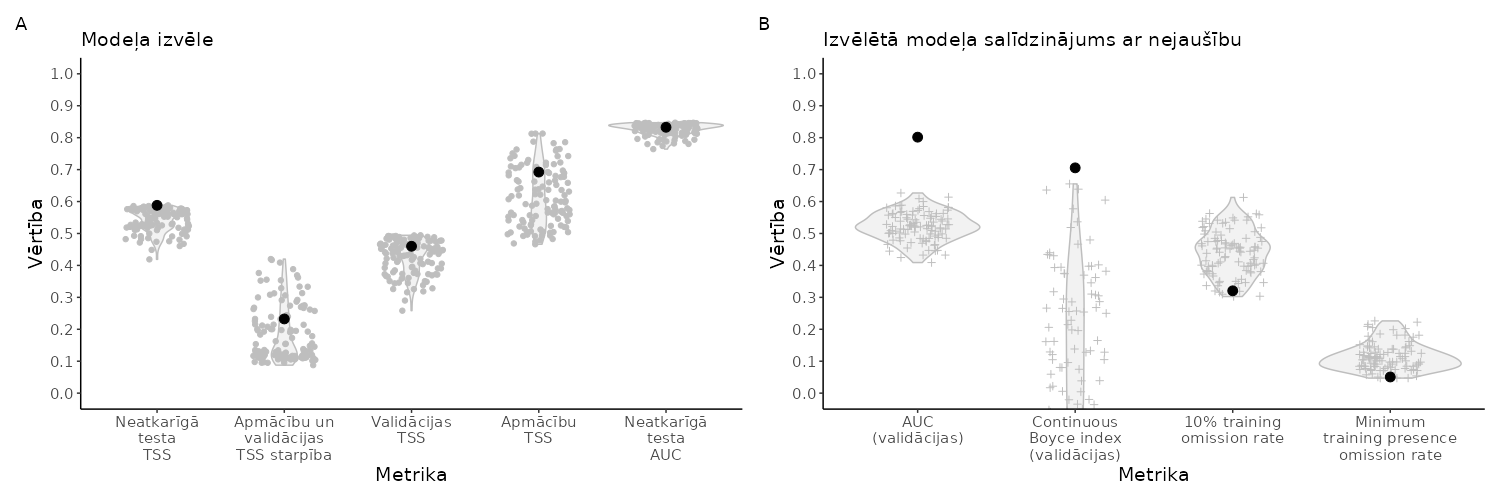 A
Modeļa izvēle
Vērtība
1.0
0.9
0.8
0.7
0.6
0.5
0.4
0.3
0.2
0.1
0.0
Neatkarīgā
testa
TSS
Apmācību un
validācijas
TSS starpība
Validācijas
TSS
Apmācību
TSS
Neatkarīgā
testa
AUC
Metrika
B
Izvēlētā modeļa salīdzinājums ar nejaušību
Vērtība
1.0
0.9
0.8
0.7
0.6
0.5
0.4
0.3
0.2
0.1
0.0
AUC
(validācijas)
Continuous
Boyce index
(validācijas)
10% training
omission rate
Minimum
training presence
omission rate
Metrika